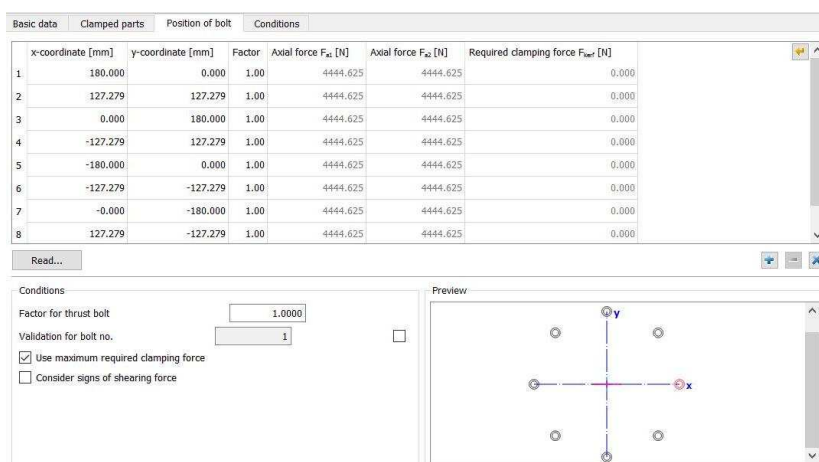 Basic data Clamped parts Position of bolt Conditions
x-coordinate [mm] y-coordinate [mm] Factor Axial force Fa1 [N] Axial force Fa2 [N] Required clamping force FKerf [N]
1 180.000 0.000 1.00 4444.625 4444.625 0.000
2 127.279 127.279 1.00 4444.625 4444.625 0.000
3 0.000 180.000 1.00 4444.625 4444.625 0.000
4 -127.279 127.279 1.00 4444.625 4444.625 0.000
5 -180.000 0.000 1.00 4444.625 4444.625 0.000
6 -127.279 -127.279 1.00 4444.625 4444.625 0.000
7 -0.000 -180.000 1.00 4444.625 4444.625 0.000
8 127.279 -127.279 1.00 4444.625 4444.625 0.000
Read...
Conditions
Factor for thrust bolt 1.0000
Validation for bolt no. 1
Use maximum required clamping force
Consider signs of shearing force
Preview
y
x